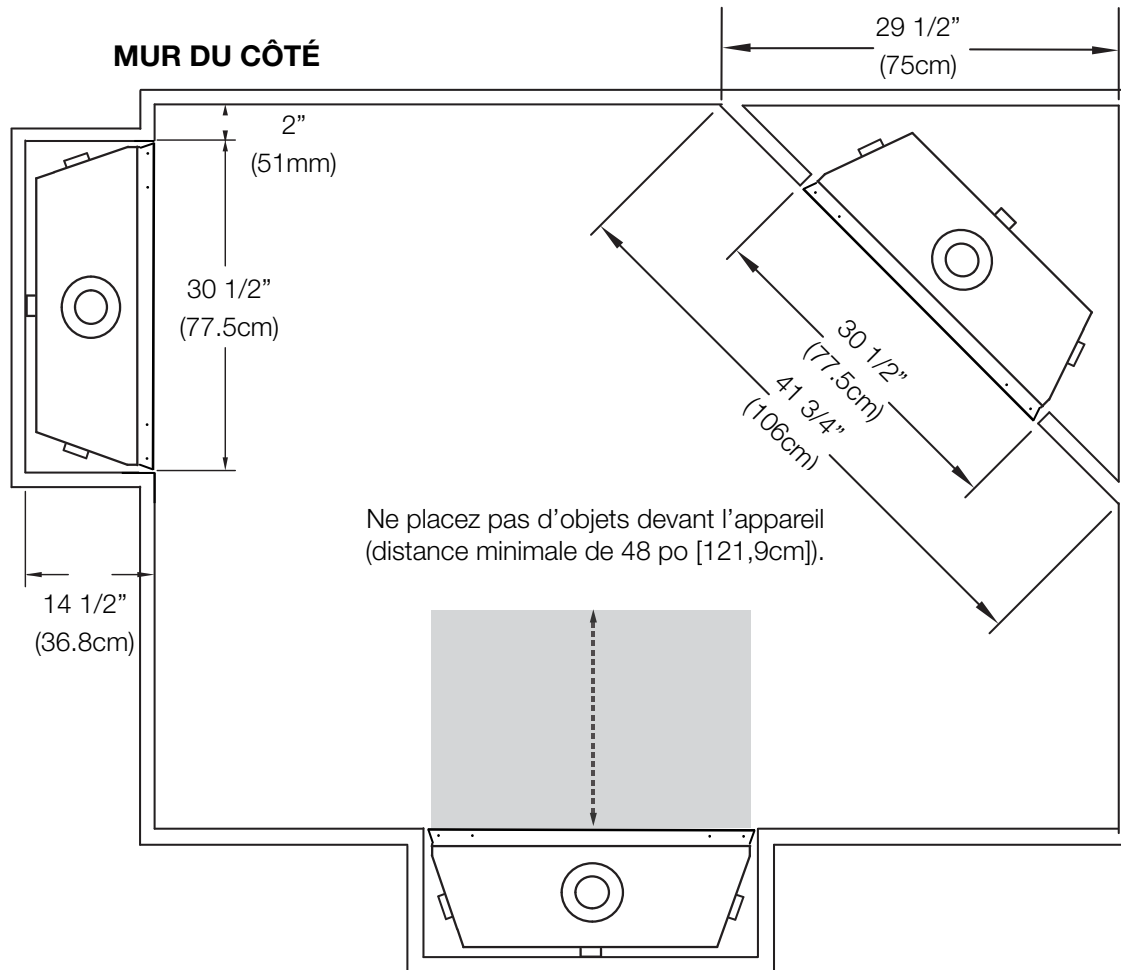 MUR DU CÔTÉ
29 1/2”
(75cm)
2”
(51mm)
30 1/2”
(77.5cm)
30 1/2”
(77.5cm)
41 3/4”
(106cm)
Ne placez pas d’objets devant l’appareil
(distance minimale de 48 po [121,9cm]).
14 1/2”
(36.8cm)